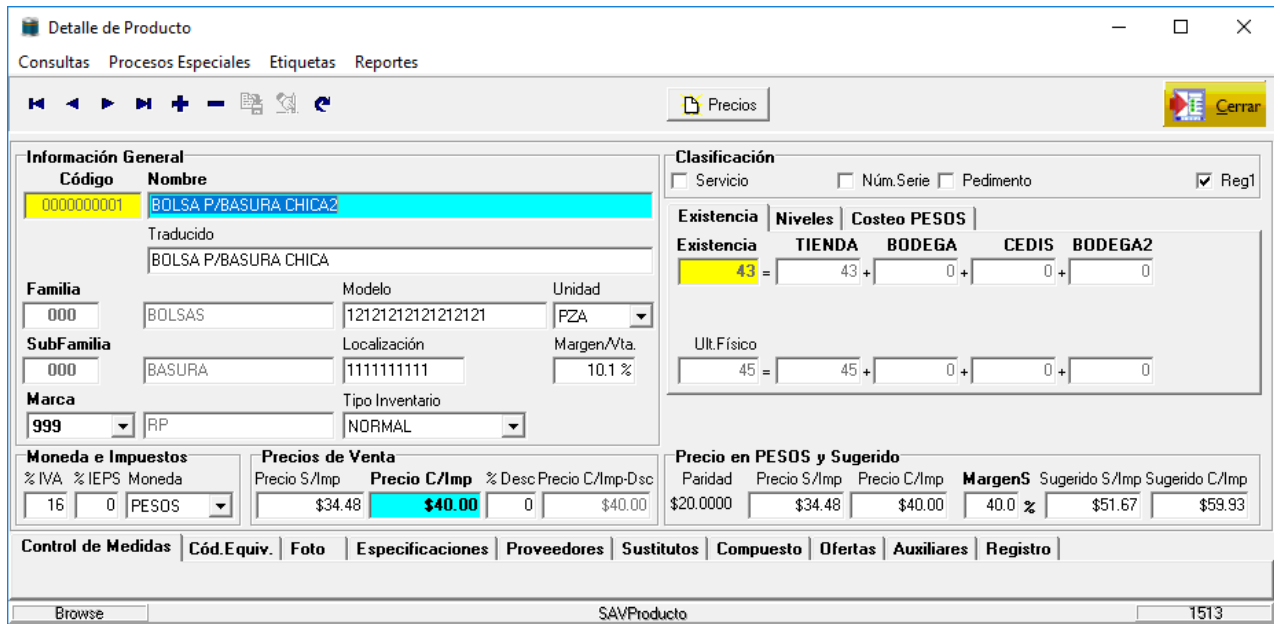 Detalle de Producto
Consultas Procesos Especiales Etiquetas Reportes
Precios Cerrar
Información General
Código Nombre
0000000001 BOLSA P/BASURA CHICA2
Traducido
BOLSA P/BASURA CHICA
Familia Modelo Unidad
000 BOLSAS 12121212121212121 PZA
SubFamilia Localización Margen/Vta.
000 BASURA 1111111111 10.1 %
Marca Tipo Inventario
999 RP NORMAL
Clasificación
Servicio Núm.Serie Pedimento Reg1
Existencia Niveles Costeo PESOS
Existencia TIENDA BODEGA CEDIS BODEGA2
43 = 43 + 0 + 0 + 0
Ult.Físico
45 = 45 + 0 + 0 + 0
Moneda e Impuestos
% IVA % IEPS Moneda
16 0 PESOS
Precios de Venta
Precio S/Imp Precio C/Imp % Desc Precio C/Imp-Dsc
$34.48 $40.00 0 $40.00
Precio en PESOS y Sugerido
Paridad Precio S/Imp Precio C/Imp MargenS Sugerido S/Imp Sugerido C/Imp
$20.0000 $34.48 $40.00 40.0 % $51.67 $59.93
Control de Medidas Cód.Equiv. Foto Especificaciones Proveedores Sustitutos Compuesto Ofertas Auxiliares Registro
Browse SAVProducto 1513